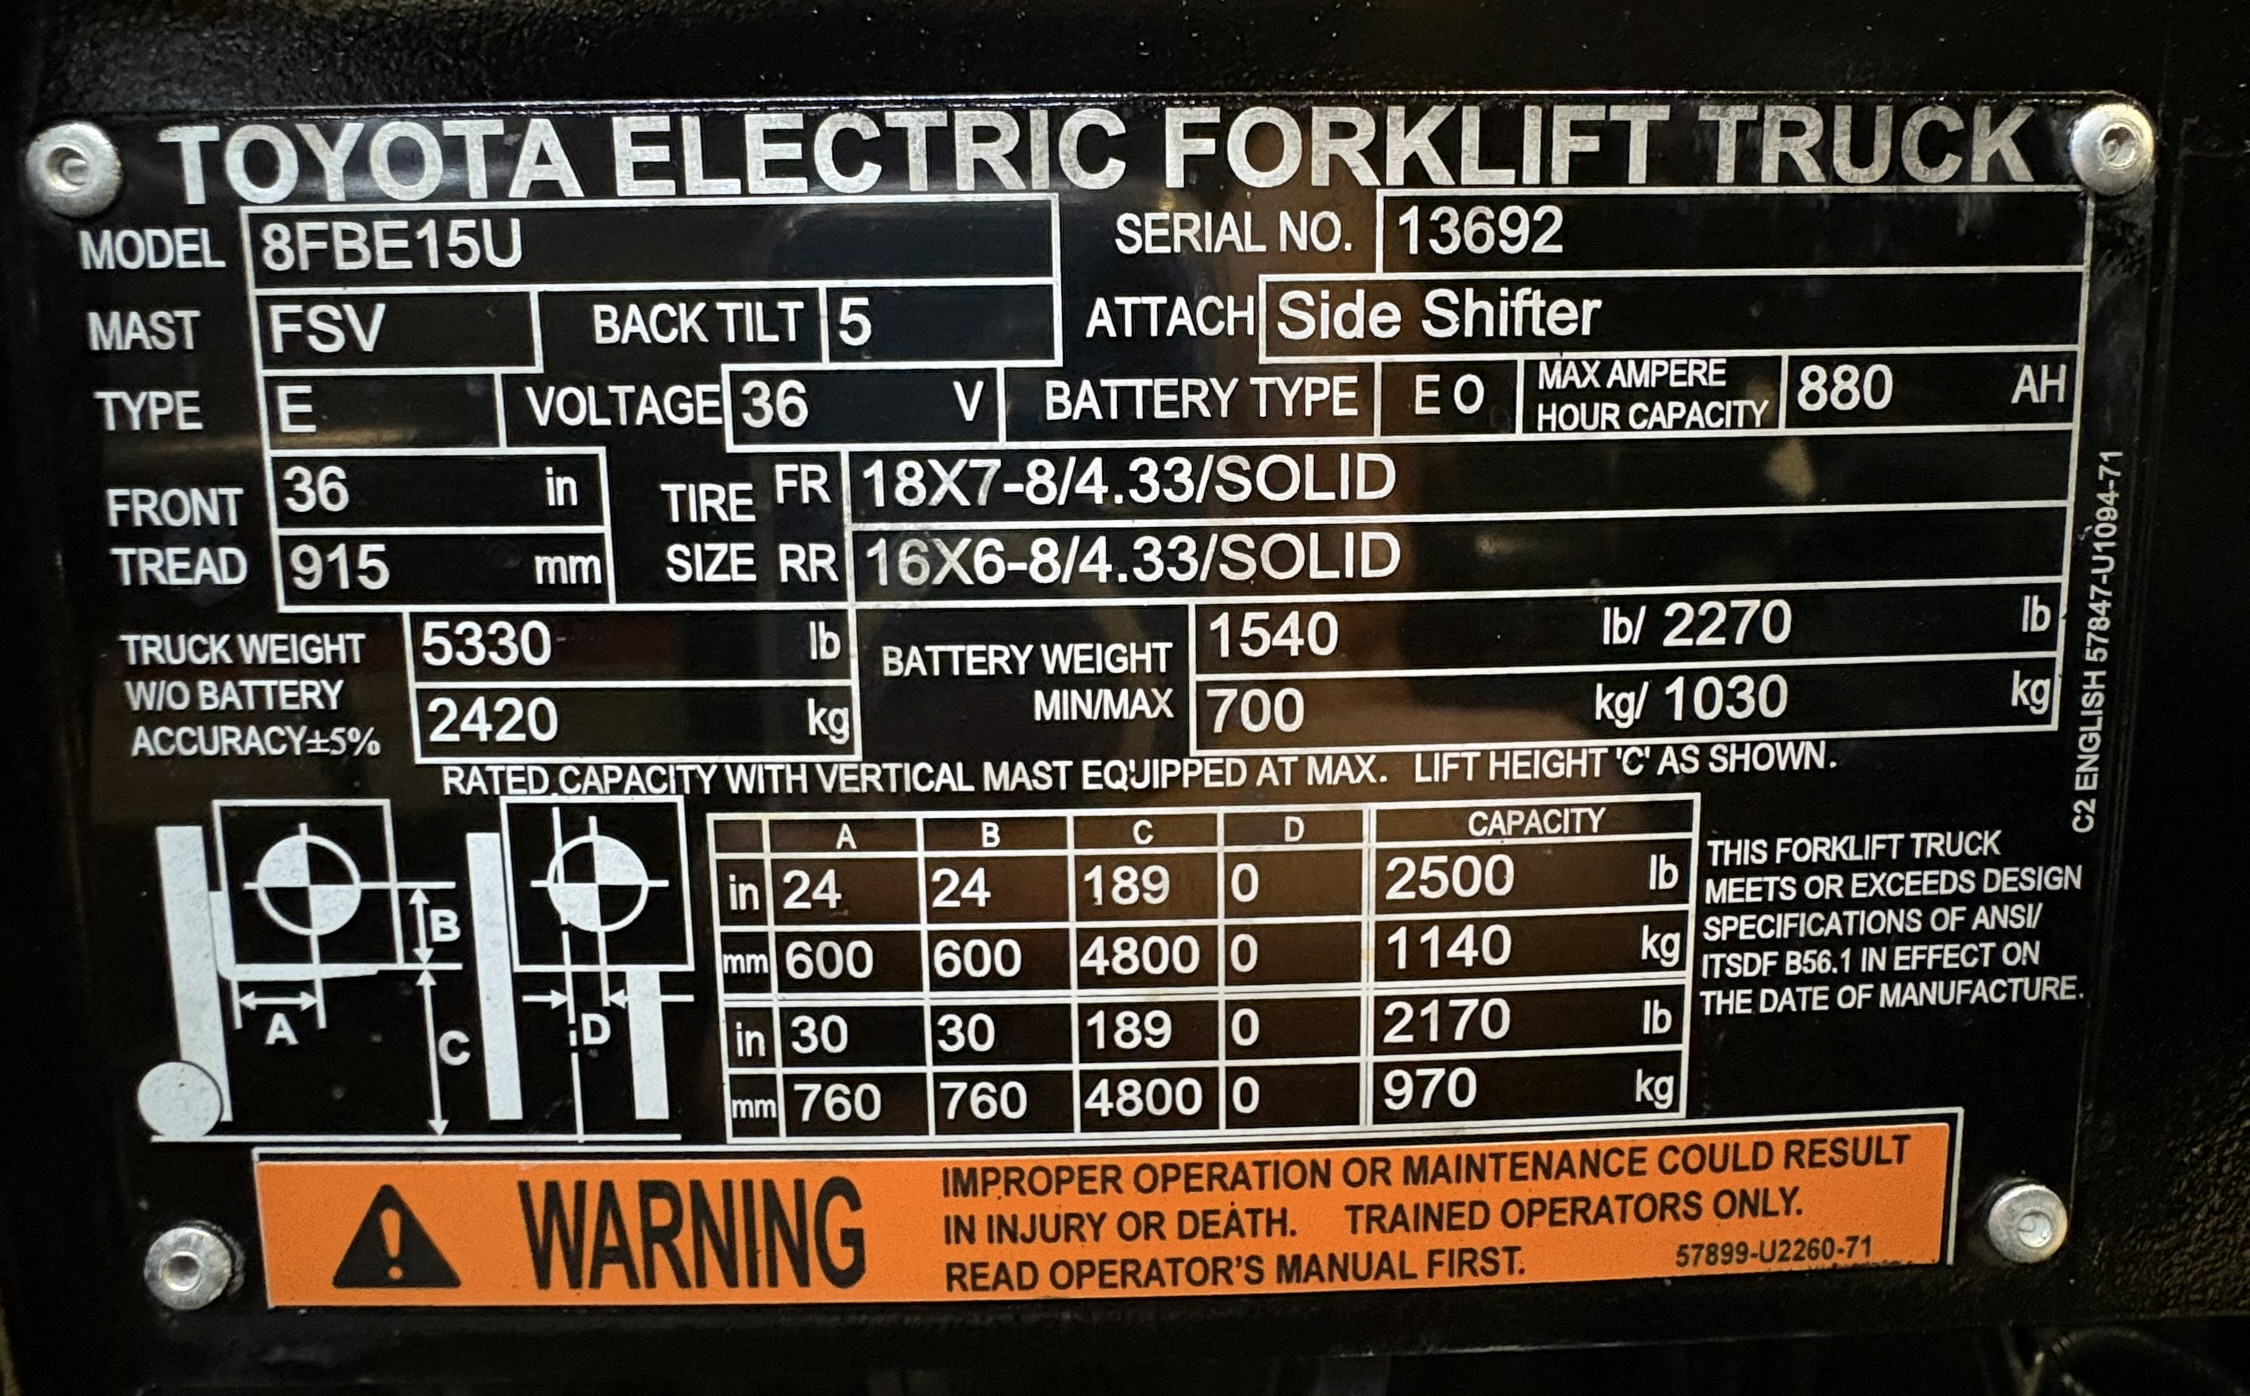 TOYOTA ELECTRIC FORKLIFT TRUCK
MODEL 8FBE15U SERIAL NO. 13692
MAST FSV BACK TILT 5 ATTACH Side Shifter
TYPE E VOLTAGE 36 V BATTERY TYPE E O MAX AMPERE HOUR CAPACITY 880 AH
FRONT TREAD 36 in TIRE SIZE FR 18X7-8/4.33/SOLID
915 mm RR 16X6-8/4.33/SOLID
TRUCK WEIGHT W/O BATTERY ACCURACY±5% 5330 lb BATTERY WEIGHT MIN/MAX 1540 lb/ 2270 lb
2420 kg 700 kg/ 1030 kg
RATED CAPACITY WITH VERTICAL MAST EQUIPPED AT MAX. LIFT HEIGHT 'C' AS SHOWN.
A B C D
A B C D CAPACITY
in 24 24 189 0 2500 lb
mm 600 600 4800 0 1140 kg
in 30 30 189 0 2170 lb
mm 760 760 4800 0 970 kg
THIS FORKLIFT TRUCK
MEETS OR EXCEEDS DESIGN
SPECIFICATIONS OF ANSI/
ITSDF B56.1 IN EFFECT ON
THE DATE OF MANUFACTURE.
C2 ENGLISH 57847-U1094-71
WARNING
IMPROPER OPERATION OR MAINTENANCE COULD RESULT
IN INJURY OR DEATH. TRAINED OPERATORS ONLY.
READ OPERATOR'S MANUAL FIRST. 57899-U2260-71